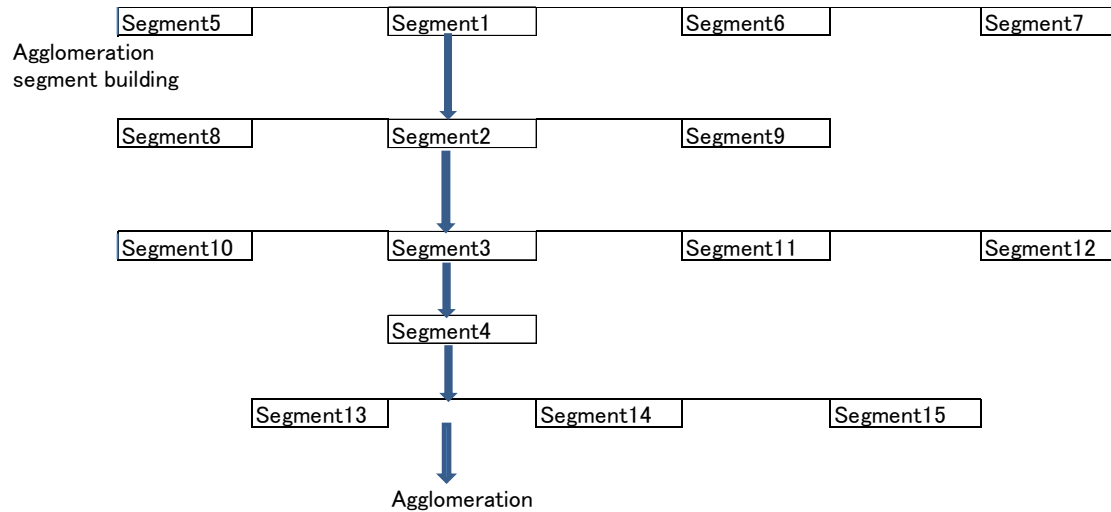 Segment5 Segment1 Segment6 Segment7
Agglomeration
segment building
Segment8 Segment2 Segment9
Segment10 Segment3 Segment11 Segment12
Segment4
Segment13 Segment14 Segment15
Agglomeration